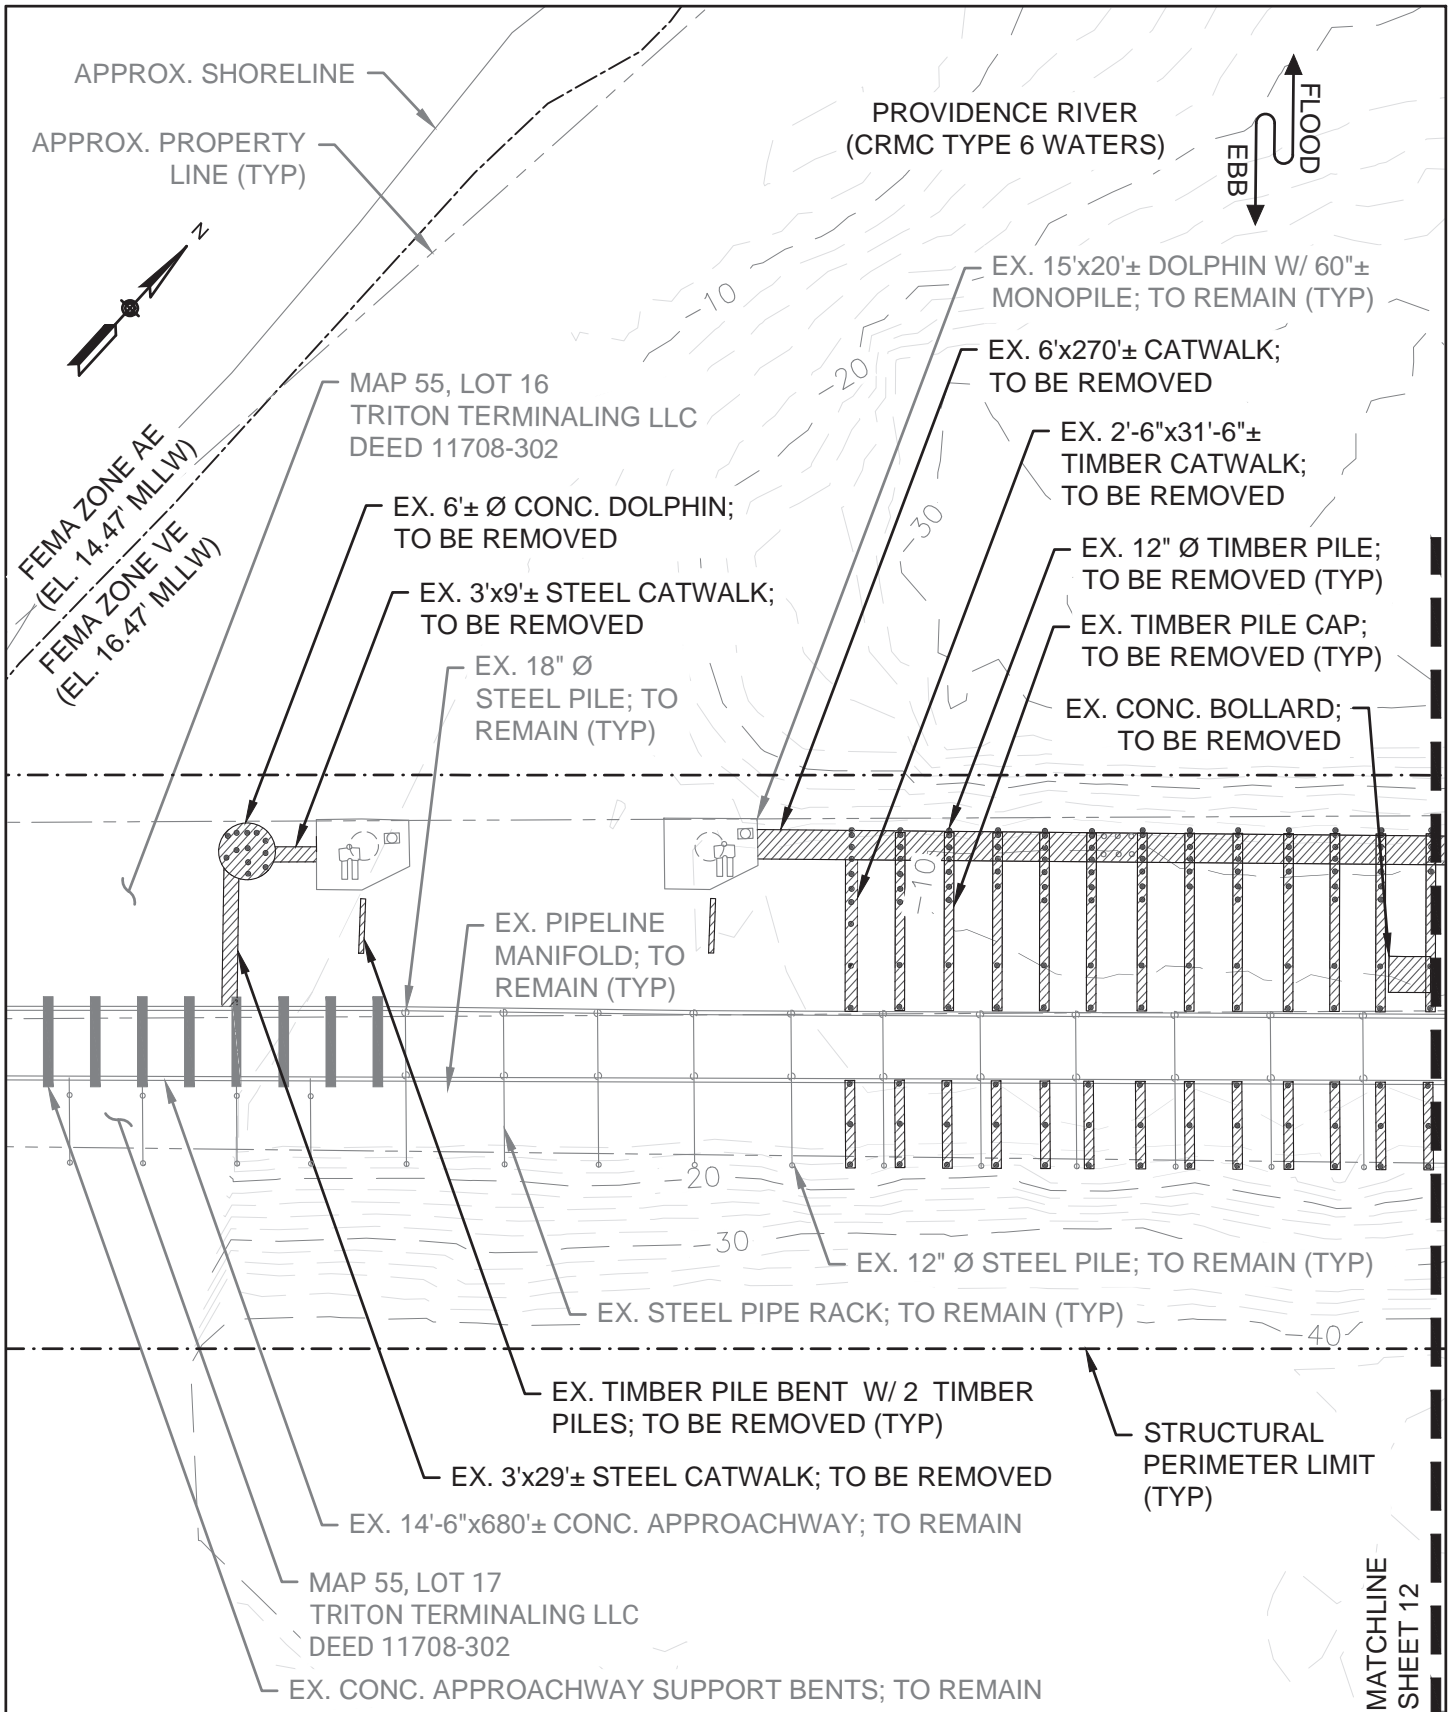 APPROX. SHORELINE
APPROX. PROPERTY
LINE (TYP)
PROVIDENCE RIVER
(CRMC TYPE 6 WATERS)
FLOOD
EBB
N
EX. 15'x20'± DOLPHIN W/ 60"±
MONOPILE; TO REMAIN (TYP)
-10
EX. 6'x270'± CATWALK;
TO BE REMOVED
-20
MAP 55, LOT 16
TRITON TERMINALING LLC
DEED 11708-302
EX. 2'-6"x31'-6"±
TIMBER CATWALK;
TO BE REMOVED
FEMA ZONE AE
(EL. 14.47' MLLW)
FEMA ZONE VE
(EL. 16.47' MLLW)
EX. 6'± Ø CONC. DOLPHIN;
TO BE REMOVED
-30
EX. 12" Ø TIMBER PILE;
TO BE REMOVED (TYP)
EX. 3'x9'± STEEL CATWALK;
TO BE REMOVED
EX. TIMBER PILE CAP;
TO BE REMOVED (TYP)
EX. 18" Ø
STEEL PILE; TO
REMAIN (TYP)
EX. CONC. BOLLARD;
TO BE REMOVED
-10
EX. PIPELINE
MANIFOLD; TO
REMAIN (TYP)
-20
-30
EX. 12" Ø STEEL PILE; TO REMAIN (TYP)
EX. STEEL PIPE RACK; TO REMAIN (TYP)
-40
EX. TIMBER PILE BENT W/ 2 TIMBER
PILES; TO BE REMOVED (TYP)
STRUCTURAL
PERIMETER LIMIT
(TYP)
EX. 3'x29'± STEEL CATWALK; TO BE REMOVED
EX. 14'-6"x680'± CONC. APPROACHWAY; TO REMAIN
MAP 55, LOT 17
TRITON TERMINALING LLC
DEED 11708-302
EX. CONC. APPROACHWAY SUPPORT BENTS; TO REMAIN
MATCHLINE
SHEET 12